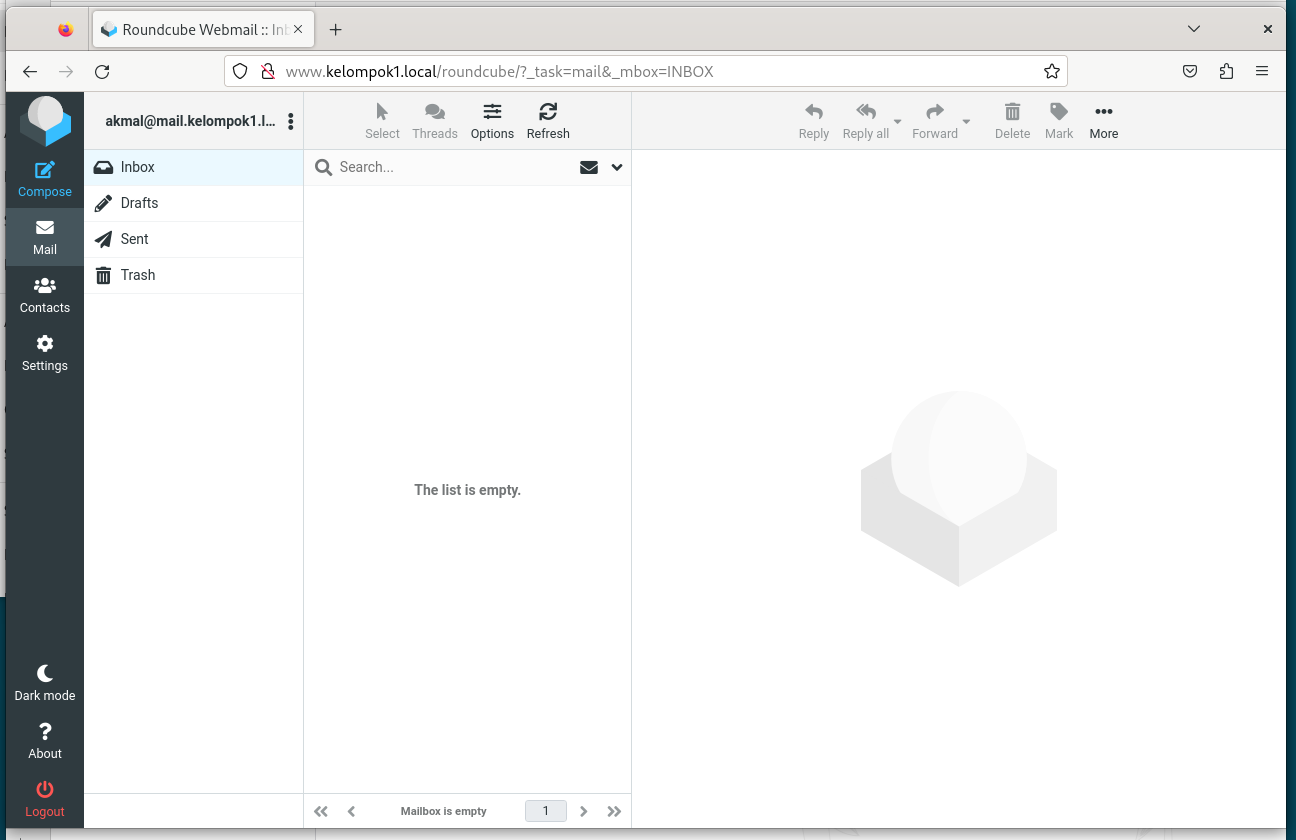 Roundcube Webmail :: Inb
www.kelompok1.local/roundcube/?_task=mail&_mbox=INBOX
akmal@mail.kelompok1.l...
Select
Threads
Options
Refresh
Reply
Reply all
Forward
Delete
Mark
More
Compose
Mail
Contacts
Settings
Dark mode
About
Logout
Inbox
Drafts
Sent
Trash
Search...
The list is empty.
Mailbox is empty
1